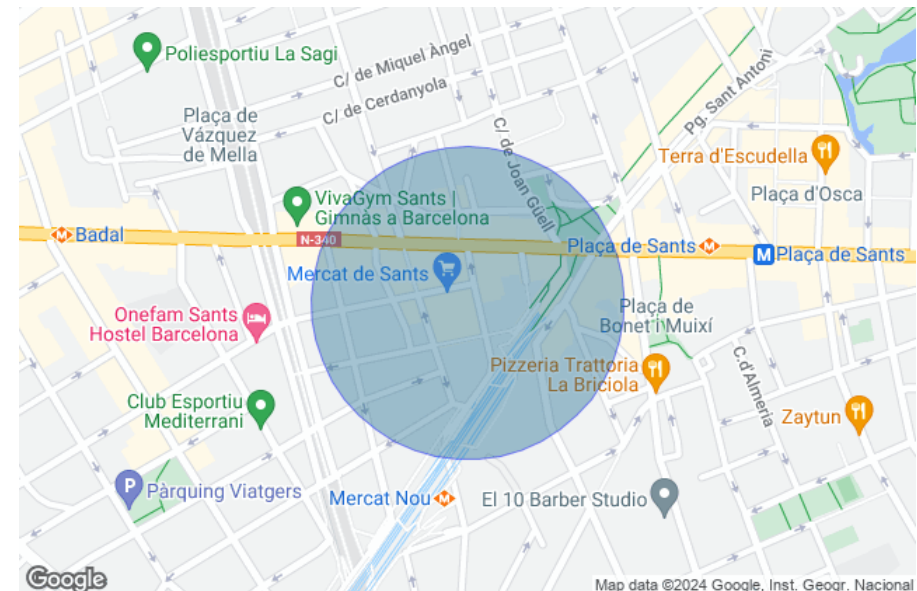 Poliesportiu La Sagi
C/ de Miquel Àngel
C/ de Cerdanyola
Pg. Sant Antoni
Plaça de
Vázquez
de Mella
C/ de Joan Güell
Terra d'Escudella
Plaça d'Osca
VivaGym Sants |
Gimnàs a Barcelona
Badal
N-340
Plaça de Sants
M Plaça de Sants
Mercat de Sants
Onefam Sants
Hostel Barcelona
Plaça de
Bonet i Muixí
Pizzeria Trattoria
La Briciola
C.d'Almeria
Club Esportiu
Mediterrani
Zaytun
P Pàrquing Viatgers
Mercat Nou
El 10 Barber Studio
Google
Map data ©2024 Google, Inst. Geogr. Nacional